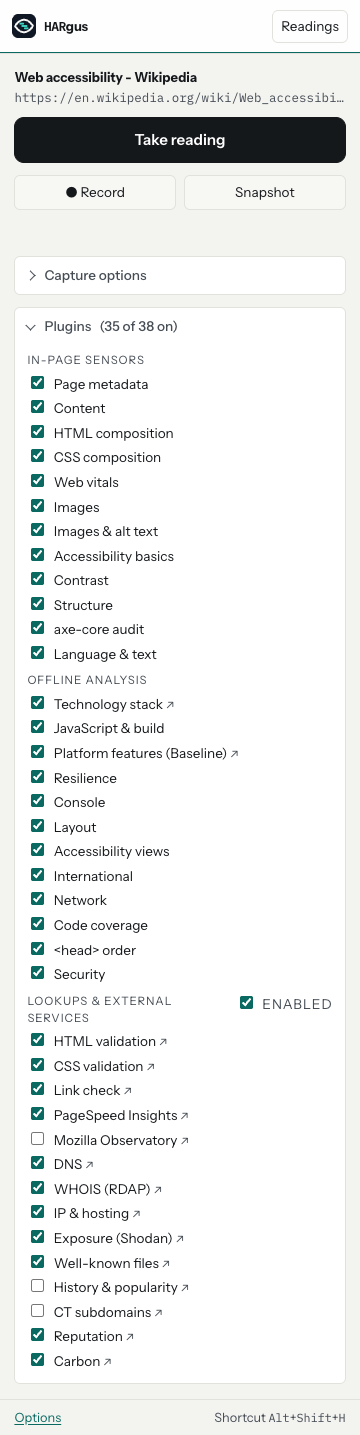 HARgus
Readings
Web accessibility - Wikipedia
https://en.wikipedia.org/wiki/Web_accessibi…
Take reading
Record
Snapshot
Capture options
Plugins (35 of 38 on)
IN-PAGE SENSORS
Page metadata
Content
HTML composition
CSS composition
Web vitals
Images
Images & alt text
Accessibility basics
Contrast
Structure
axe-core audit
Language & text
OFFLINE ANALYSIS
Technology stack ↗
JavaScript & build
Platform features (Baseline) ↗
Resilience
Console
Layout
Accessibility views
International
Network
Code coverage
<head> order
Security
LOOKUPS & EXTERNAL
SERVICES
ENABLED
HTML validation ↗
CSS validation ↗
Link check ↗
PageSpeed Insights ↗
Mozilla Observatory ↗
DNS ↗
WHOIS (RDAP) ↗
IP & hosting ↗
Exposure (Shodan) ↗
Well-known files ↗
History & popularity ↗
CT subdomains ↗
Reputation ↗
Carbon ↗
Options
Shortcut Alt+Shift+H